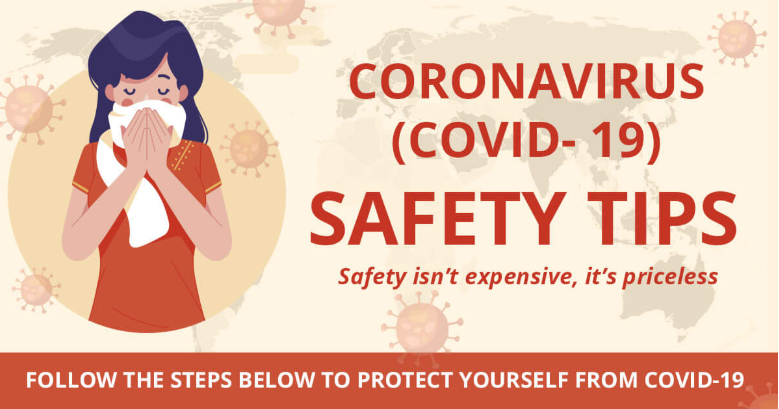 CORONAVIRUS
(COVID- 19)
SAFETY TIPS
Safety isn't expensive, it's priceless
FOLLOW THE STEPS BELOW TO PROTECT YOURSELF FROM COVID-19